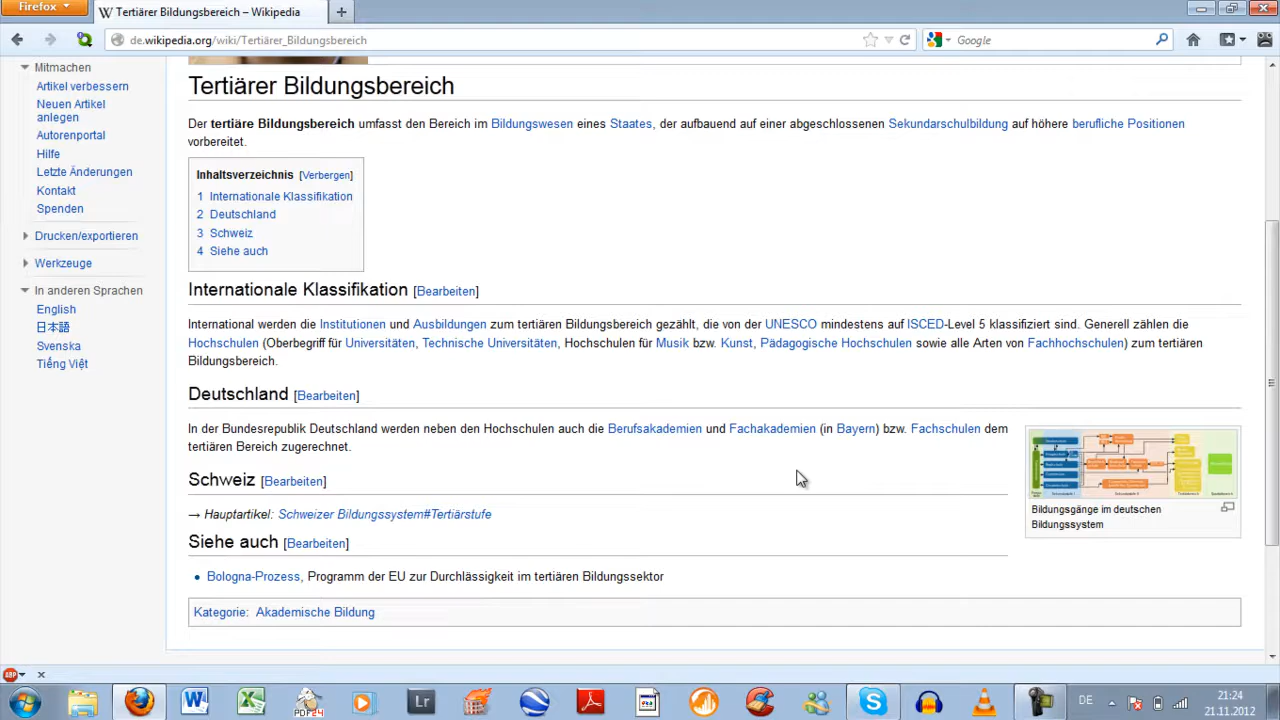 Firefox
Tertiärer Bildungsbereich – Wikipedia
de.wikipedia.org/wiki/Tertiärer_Bildungsbereich
Google
Mitmachen
Artikel verbessern
Neuen Artikel
anlegen
Autorenportal
Hilfe
Letzte Änderungen
Kontakt
Spenden
Drucken/exportieren
Werkzeuge
In anderen Sprachen
English
日本語
Svenska
Tiếng Việt
Tertiärer Bildungsbereich
Der tertiäre Bildungsbereich umfasst den Bereich im Bildungswesen eines Staates, der aufbauend auf einer abgeschlossenen Sekundarschulbildung auf höhere berufliche Positionen
vorbereitet.
Inhaltsverzeichnis [Verbergen]
1 Internationale Klassifikation
2 Deutschland
3 Schweiz
4 Siehe auch
Internationale Klassifikation [Bearbeiten]
International werden die Institutionen und Ausbildungen zum tertiären Bildungsbereich gezählt, die von der UNESCO mindestens auf ISCED-Level 5 klassifiziert sind. Generell zählen die
Hochschulen (Oberbegriff für Universitäten, Technische Universitäten, Hochschulen für Musik bzw. Kunst, Pädagogische Hochschulen sowie alle Arten von Fachhochschulen) zum tertiären
Bildungsbereich.
Deutschland [Bearbeiten]
In der Bundesrepublik Deutschland werden neben den Hochschulen auch die Berufsakademien und Fachakademien (in Bayern) bzw. Fachschulen dem
tertiären Bereich zugerechnet.
Bildungsgänge im deutschen
Bildungssystem
Schweiz [Bearbeiten]
→ Hauptartikel: Schweizer Bildungssystem#Tertiärstufe
Siehe auch [Bearbeiten]
• Bologna-Prozess, Programm der EU zur Durchlässigkeit im tertiären Bildungssektor
Kategorie: Akademische Bildung
ABP
PDF24
Lr
DE
21:24
21.11.2012